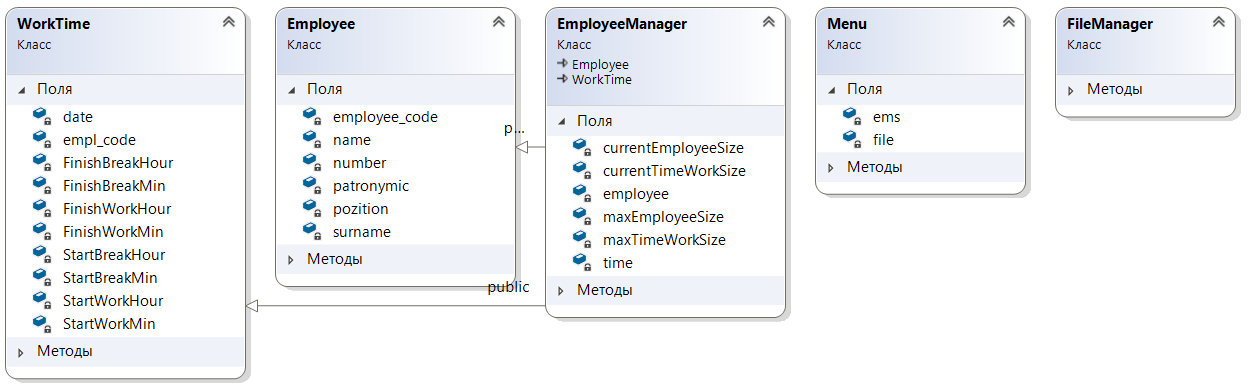 WorkTime
Класс
Поля
date
empl_code
FinishBreakHour
FinishBreakMin
FinishWorkHour
FinishWorkMin
StartBreakHour
StartBreakMin
StartWorkHour
StartWorkMin
Методы
Employee
Класс
Поля
employee_code
name
number
patronymic
pozition
surname
Методы
p...
public
EmployeeManager
Класс
Employee
WorkTime
Поля
currentEmployeeSize
currentTimeWorkSize
employee
maxEmployeeSize
maxTimeWorkSize
time
Методы
Menu
Класс
Поля
ems
file
Методы
FileManager
Класс
Методы